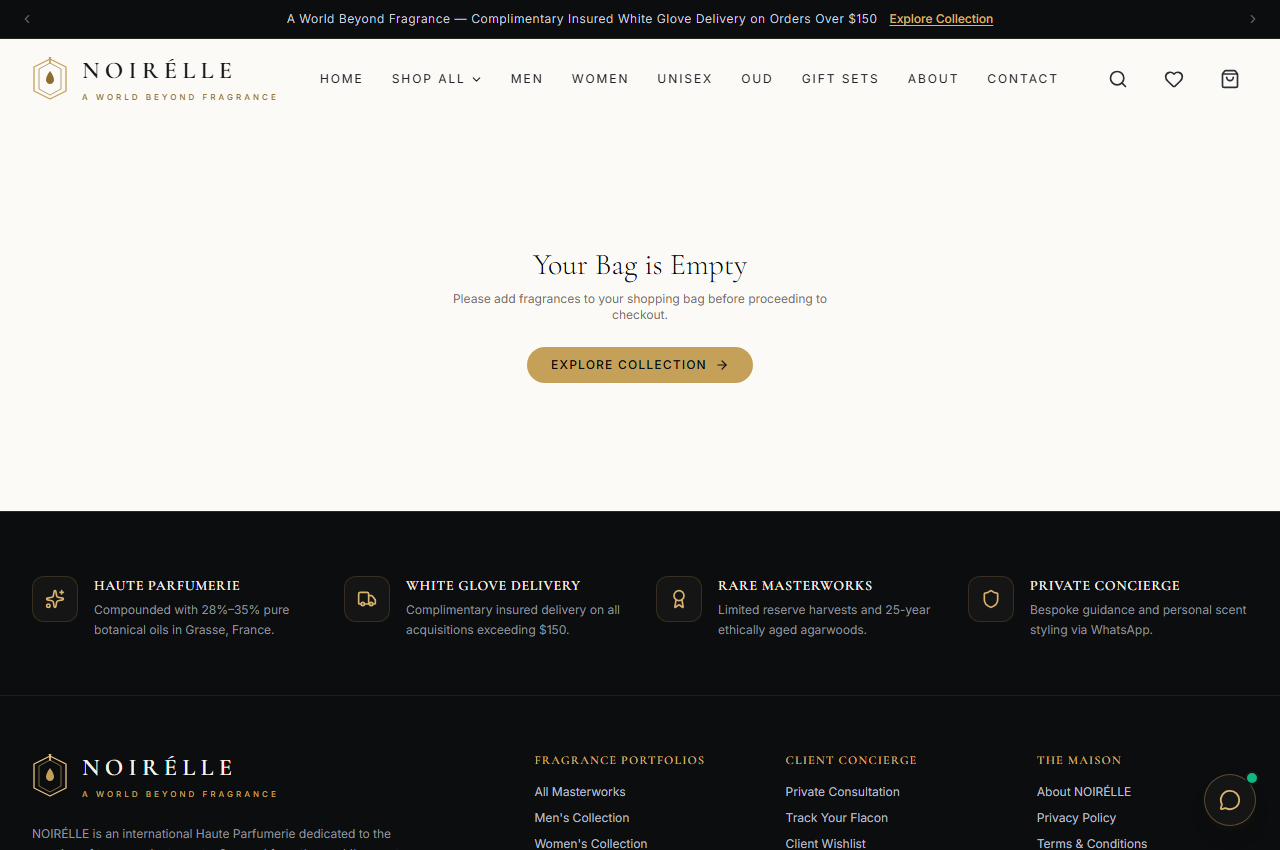 A World Beyond Fragrance — Complimentary Insured White Glove Delivery on Orders Over $150 Explore Collection
NOIRÉLLE
A WORLD BEYOND FRAGRANCE
HOME SHOP ALL MEN WOMEN UNISEX OUD GIFT SETS ABOUT CONTACT
Your Bag is Empty
Please add fragrances to your shopping bag before proceeding to
checkout.
EXPLORE COLLECTION
HAUTE PARFUMERIE
Compounded with 28%–35% pure
botanical oils in Grasse, France.
WHITE GLOVE DELIVERY
Complimentary insured delivery on all
acquisitions exceeding $150.
RARE MASTERWORKS
Limited reserve harvests and 25-year
ethically aged agarwoods.
PRIVATE CONCIERGE
Bespoke guidance and personal scent
styling via WhatsApp.
NOIRÉLLE
A WORLD BEYOND FRAGRANCE
NOIRÉLLE is an international Haute Parfumerie dedicated to the
FRAGRANCE PORTFOLIOS
All Masterworks
Men's Collection
Women's Collection
CLIENT CONCIERGE
Private Consultation
Track Your Flacon
Client Wishlist
THE MAISON
About NOIRÉLLE
Privacy Policy
Terms & Conditions